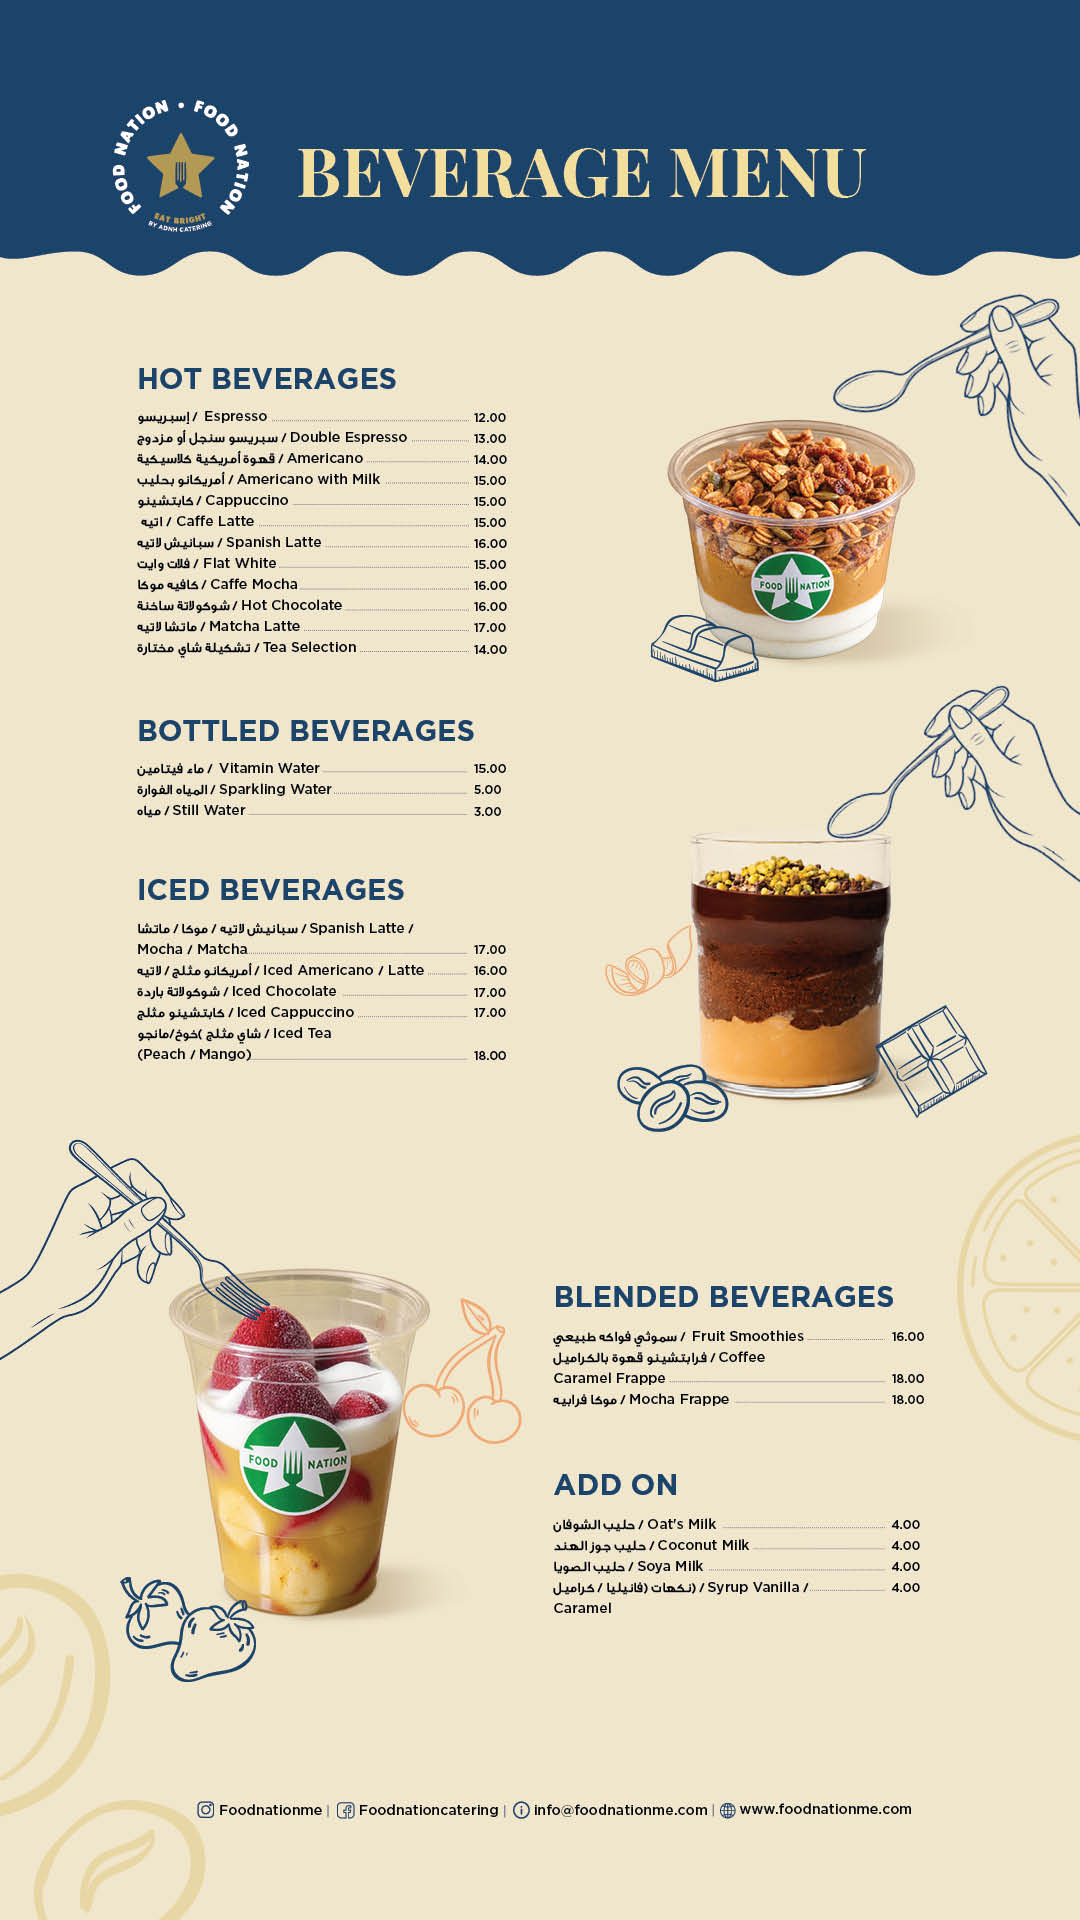 FOOD NATION • FOOD NATION
EAT BRIGHT
BY ADNH CATERING
BEVERAGE MENU
HOT BEVERAGES
إسبريسو / Espresso 12.00
سبريسو سنجل أو مزدوج / Double Espresso 13.00
قهوة أمريكية كلاسيكية / Americano 14.00
أمريكانو بحليب / Americano with Milk 15.00
كابتشينو / Cappuccino 15.00
اتيه / Caffe Latte 15.00
سبانيش لاتيه / Spanish Latte 16.00
فلات وايت / Flat White 15.00
كافيه موكا / Caffe Mocha 16.00
شوكولاتة ساخنة / Hot Chocolate 16.00
ماتشا لاتيه / Matcha Latte 17.00
تشكيلة شاي مختارة / Tea Selection 14.00
BOTTLED BEVERAGES
ماء فيتامين / Vitamin Water 15.00
المياه الفوارة / Sparkling Water 5.00
مياه / Still Water 3.00
ICED BEVERAGES
سبانيش لاتيه / موكا / ماتشا / Spanish Latte /
Mocha / Matcha 17.00
أمريكانو مثلج / لاتيه / Iced Americano / Latte 16.00
شوكولاتة باردة / Iced Chocolate 17.00
كابتشينو مثلج / Iced Cappuccino 17.00
شاي مثلج )خوخ/مانجو / Iced Tea
(Peach / Mango) 18.00
FOOD NATION
FOOD NATION
BLENDED BEVERAGES
سموثي فواكه طبيعي / Fruit Smoothies 16.00
فرابتشينو قهوة بالكراميل / Coffee
Caramel Frappe 18.00
موكا فرابيه / Mocha Frappe 18.00
ADD ON
حليب الشوفان / Oat's Milk 4.00
حليب جوز الهند / Coconut Milk 4.00
حليب الصويا / Soya Milk 4.00
نكهات (فانيليا / كراميل) / Syrup Vanilla / 4.00
Caramel
Foodnationme | Foodnationcatering | info@foodnationme.com | www.foodnationme.com